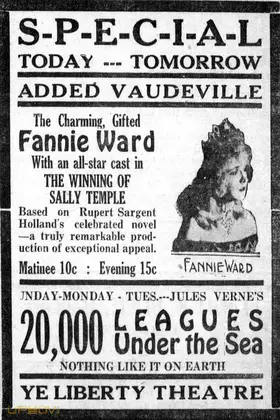 S-P-E-C-I-A-L
TODAY --- TOMORROW
ADDED VAUDEVILLE
The Charming, Gifted
Fannie Ward
With an all-star cast in
THE WINNING OF
SALLY TEMPLE
Based on Rupert Sargent
Holland's celebrated novel
—a truly remarkable prod-
uction of exceptional appeal.
Matinee 10c : Evening 15c
FANNIE WARD
UNDAY-MONDAY - TUES.---JULES VERNE'S
20,000 LEAGUES
Under the Sea
NOTHING LIKE IT ON EARTH
YE LIBERTY THEATRE